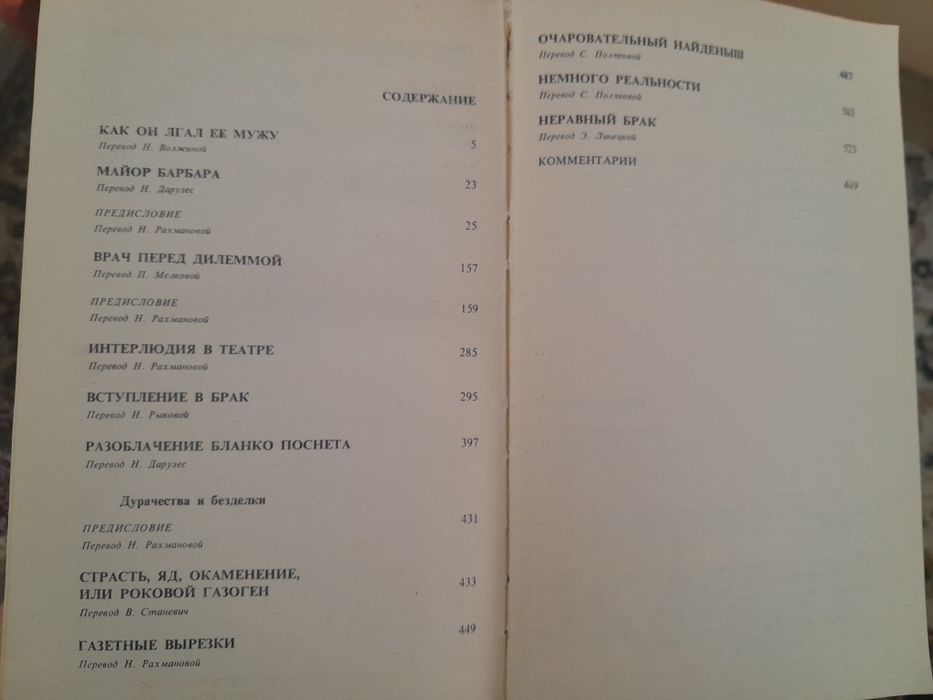 СОДЕРЖАНИЕ
КАК ОН ЛГАЛ ЕЕ МУЖУ
Перевод Н. Волжиной 5
МАЙОР БАРБАРА
Перевод Н. Дарузес 23
ПРЕДИСЛОВИЕ
Перевод Н. Рахмановой 25
ВРАЧ ПЕРЕД ДИЛЕММОЙ 157
Перевод П. Мелковой
ПРЕДИСЛОВИЕ 159
Перевод Н. Рахмановой
ИНТЕРЛЮДИЯ В ТЕАТРЕ 285
Перевод Н. Рахмановой
ВСТУПЛЕНИЕ В БРАК 295
Перевод Н. Рыковой
РАЗОБЛАЧЕНИЕ БЛАНКО ПОСНЕТА 397
Перевод Н. Дарузес
Дурачества и безделки
ПРЕДИСЛОВИЕ 431
Перевод Н. Рахмановой
СТРАСТЬ, ЯД, ОКАМЕНЕНИЕ,
ИЛИ РОКОВОЙ ГАЗОГЕН 433
Перевод В. Станевич
ГАЗЕТНЫЕ ВЫРЕЗКИ 449
Перевод Н. Рахмановой
ОЧАРОВАТЕЛЬНЫЙ НАЙДЕНЫШ
Перевод С. Поляковой 487
НЕМНОГО РЕАЛЬНОСТИ
Перевод С. Поляковой 503
НЕРАВНЫЙ БРАК
Перевод Э. Линецкой 523
КОММЕНТАРИИ 619